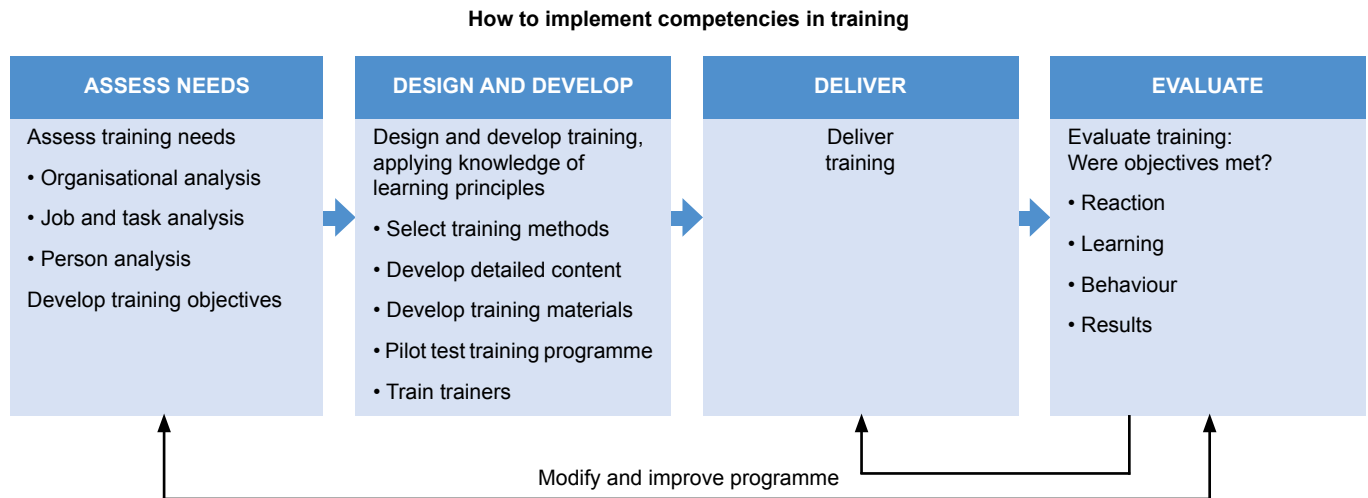 How to implement competencies in training
ASSESS NEEDS
Assess training needs
• Organisational analysis
• Job and task analysis
• Person analysis
Develop training objectives
DESIGN AND DEVELOP
Design and develop training,
applying knowledge of
learning principles
• Select training methods
• Develop detailed content
• Develop training materials
• Pilot test training programme
• Train trainers
DELIVER
Deliver
training
EVALUATE
Evaluate training:
Were objectives met?
• Reaction
• Learning
• Behaviour
• Results
Modify and improve programme